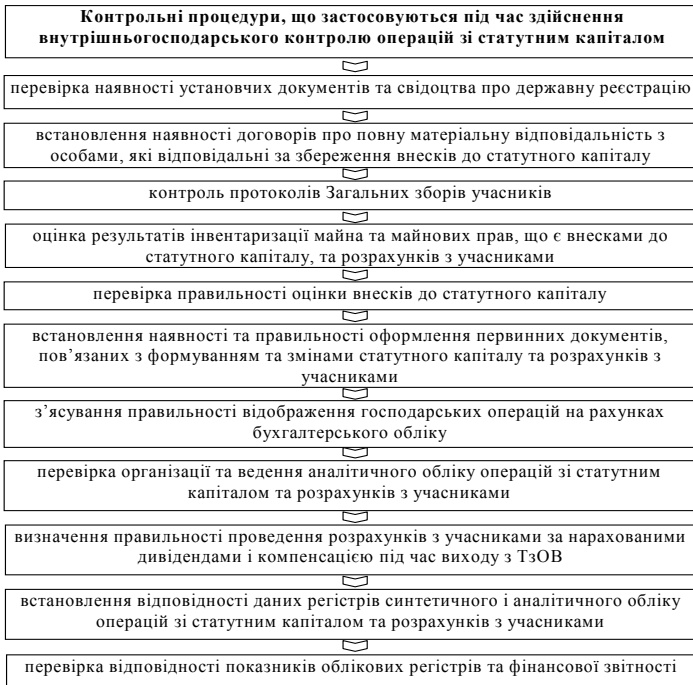 Контрольні процедури, що застосовуються під час здійснення
внутрішньогосподарського контролю операцій зі статутним капіталом
перевірка наявності установчих документів та свідоцтва про державну реєстрацію
встановлення наявності договорів про повну матеріальну відповідальність з
особами, які відповідальні за збереження внесків до статутного капіталу
контроль протоколів Загальних зборів учасників
оцінка результатів інвентаризації майна та майнових прав, що є внесками до
статутного капіталу, та розрахунків з учасниками
перевірка правильності оцінки внесків до статутного капіталу
встановлення наявності та правильності оформлення первинних документів,
пов’язаних з формуванням та змінами статутного капіталу та розрахунків з
учасниками
з’ясування правильності відображення господарських операцій на рахунках
бухгалтерського обліку
перевірка організації та ведення аналітичного обліку операцій зі статутним
капіталом та розрахунків з учасниками
визначення правильності проведення розрахунків з учасниками за нарахованими
дивідендами і компенсацією під час виходу з ТзОВ
встановлення відповідності даних регістрів синтетичного і аналітичного обліку
операцій зі статутним капіталом та розрахунків з учасниками
перевірка відповідності показників облікових регістрів та фінансової звітності